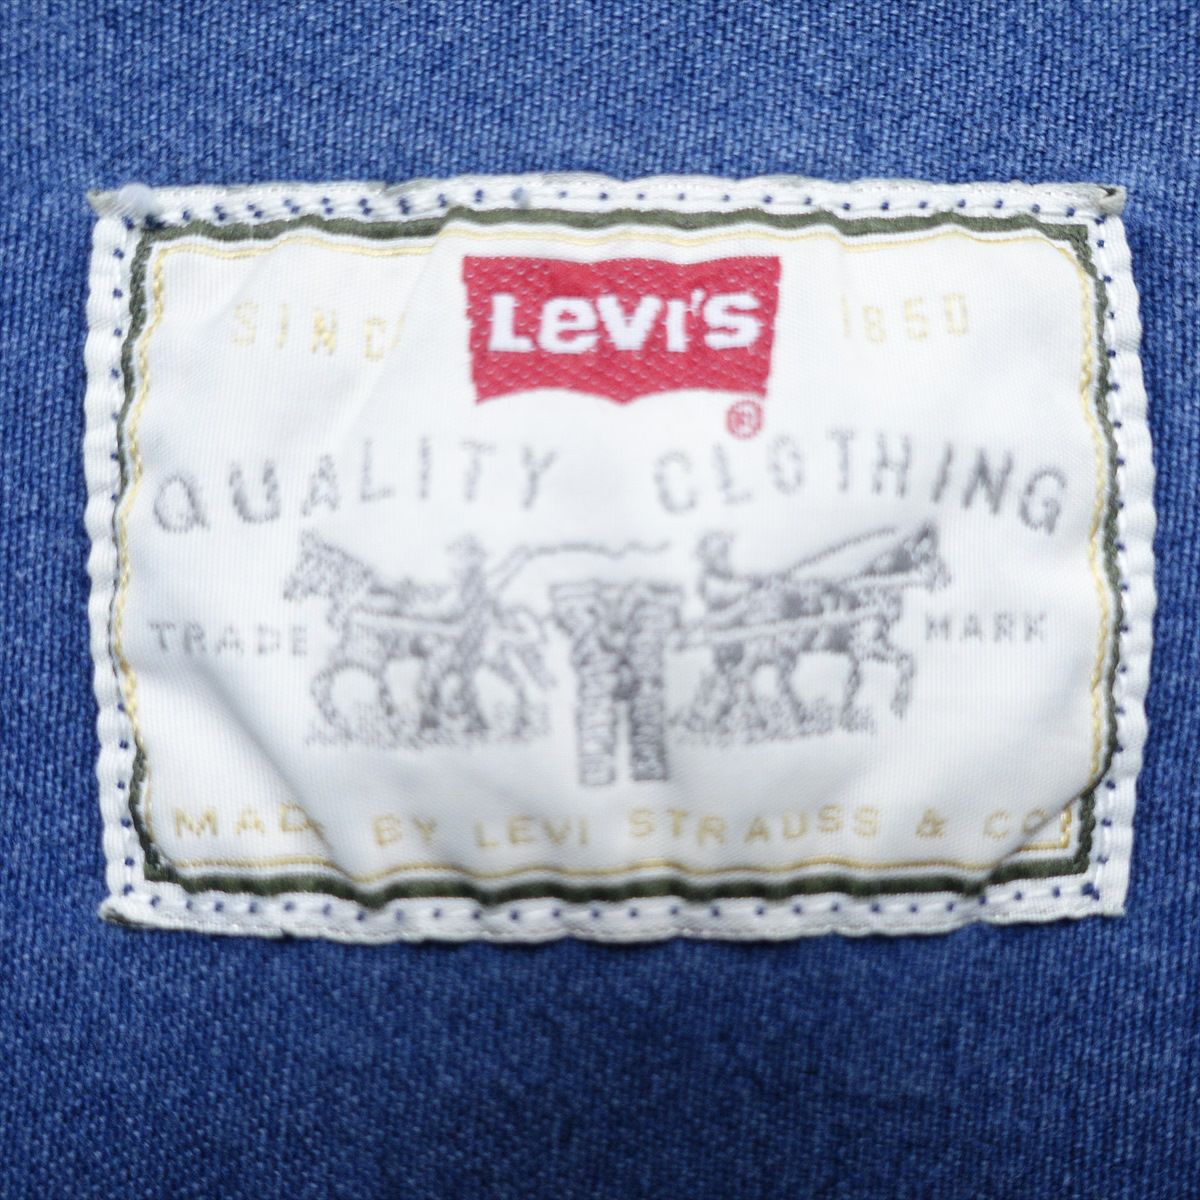 SINCE LEVI'S 1850
®
QUALITY CLOTHING
TRADE MARK
MADE BY LEVI STRAUSS & CO